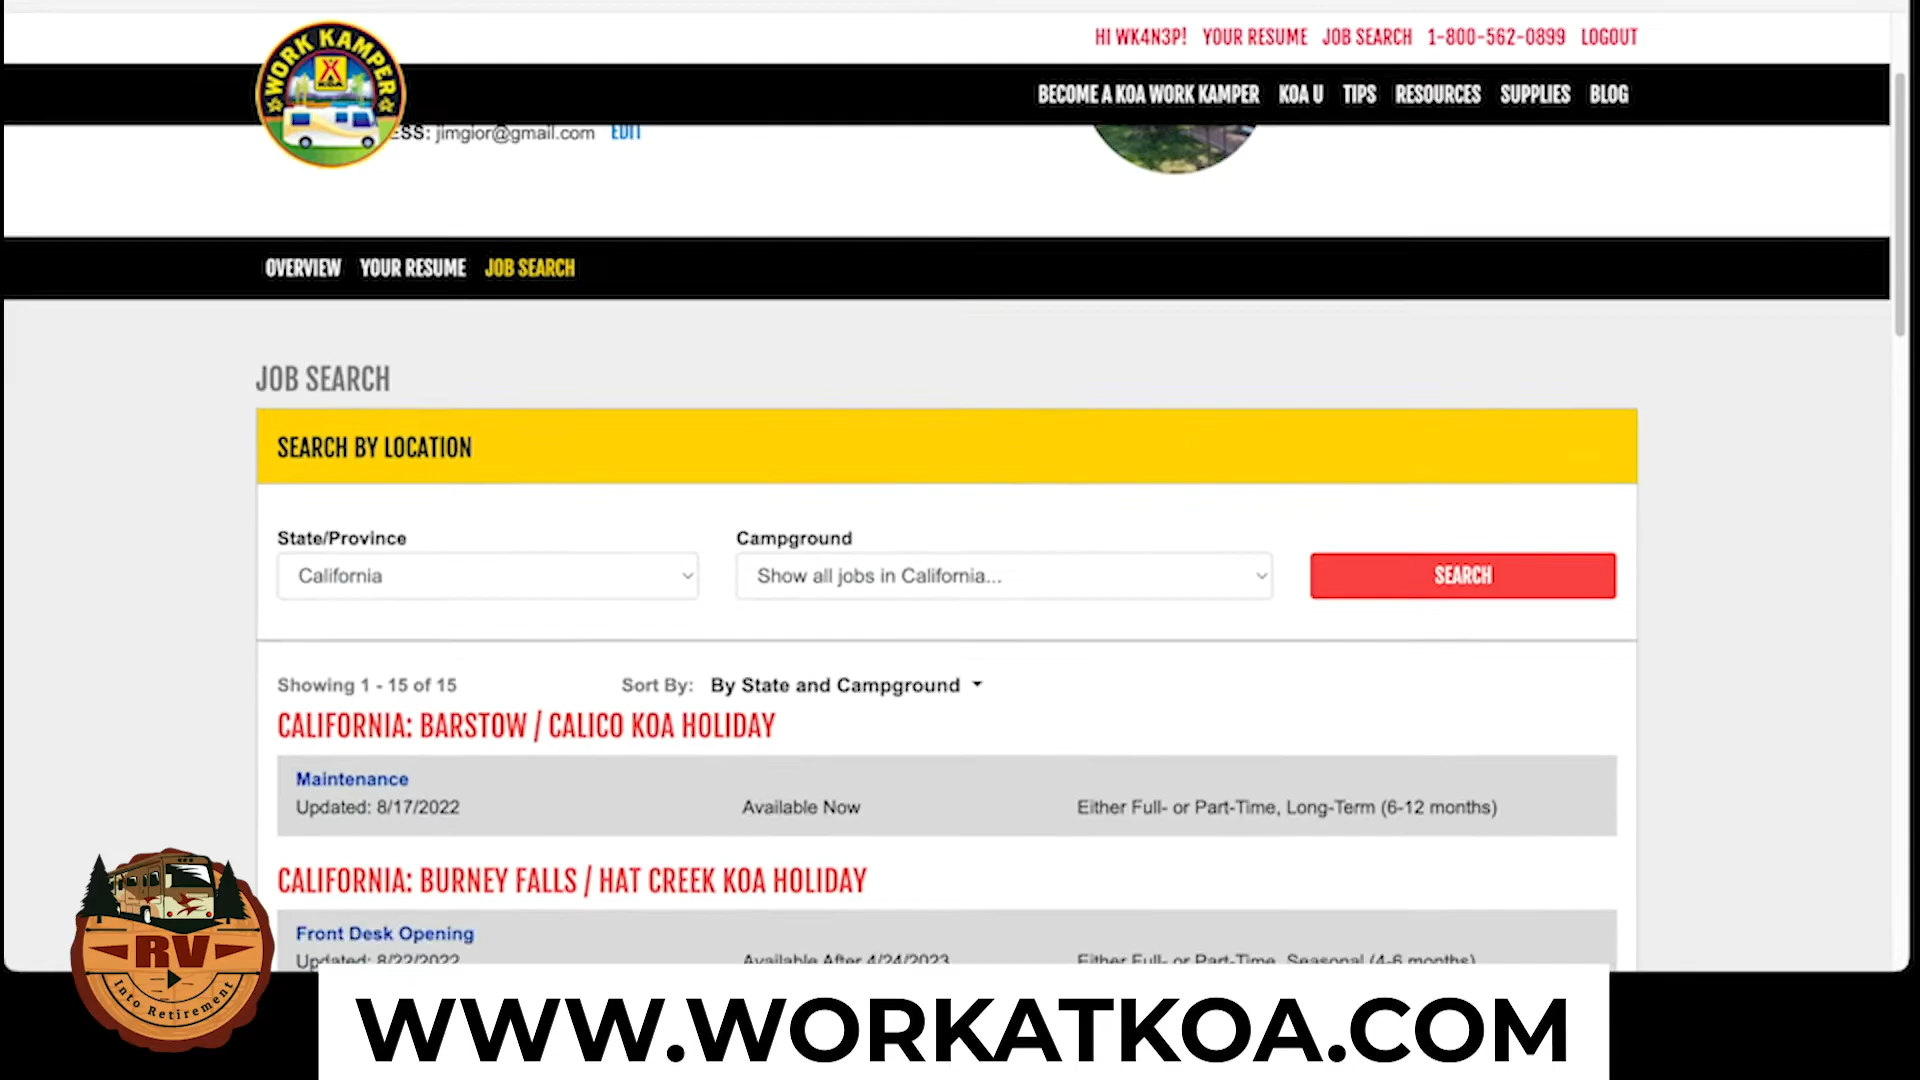 HI WK4N3P! YOUR RESUME JOB SEARCH 1-800-562-0899 LOGOUT
WORK KAMPER
KOA
BECOME A KOA WORK KAMPER KOA U TIPS RESOURCES SUPPLIES BLOG
ESS: jimgior@gmail.com EDIT
OVERVIEW YOUR RESUME JOB SEARCH
JOB SEARCH
SEARCH BY LOCATION
State/Province Campground
California Show all jobs in California... SEARCH
Showing 1 - 15 of 15 Sort By: By State and Campground
CALIFORNIA: BARSTOW / CALICO KOA HOLIDAY
Maintenance
Updated: 8/17/2022 Available Now Either Full- or Part-Time, Long-Term (6-12 months)
CALIFORNIA: BURNEY FALLS / HAT CREEK KOA HOLIDAY
Front Desk Opening
Updated: 8/22/2022 Available After 4/24/2023 Either Full- or Part-Time, Seasonal (4-6 months)
RV
Into Retirement
WWW.WORKATKOA.COM